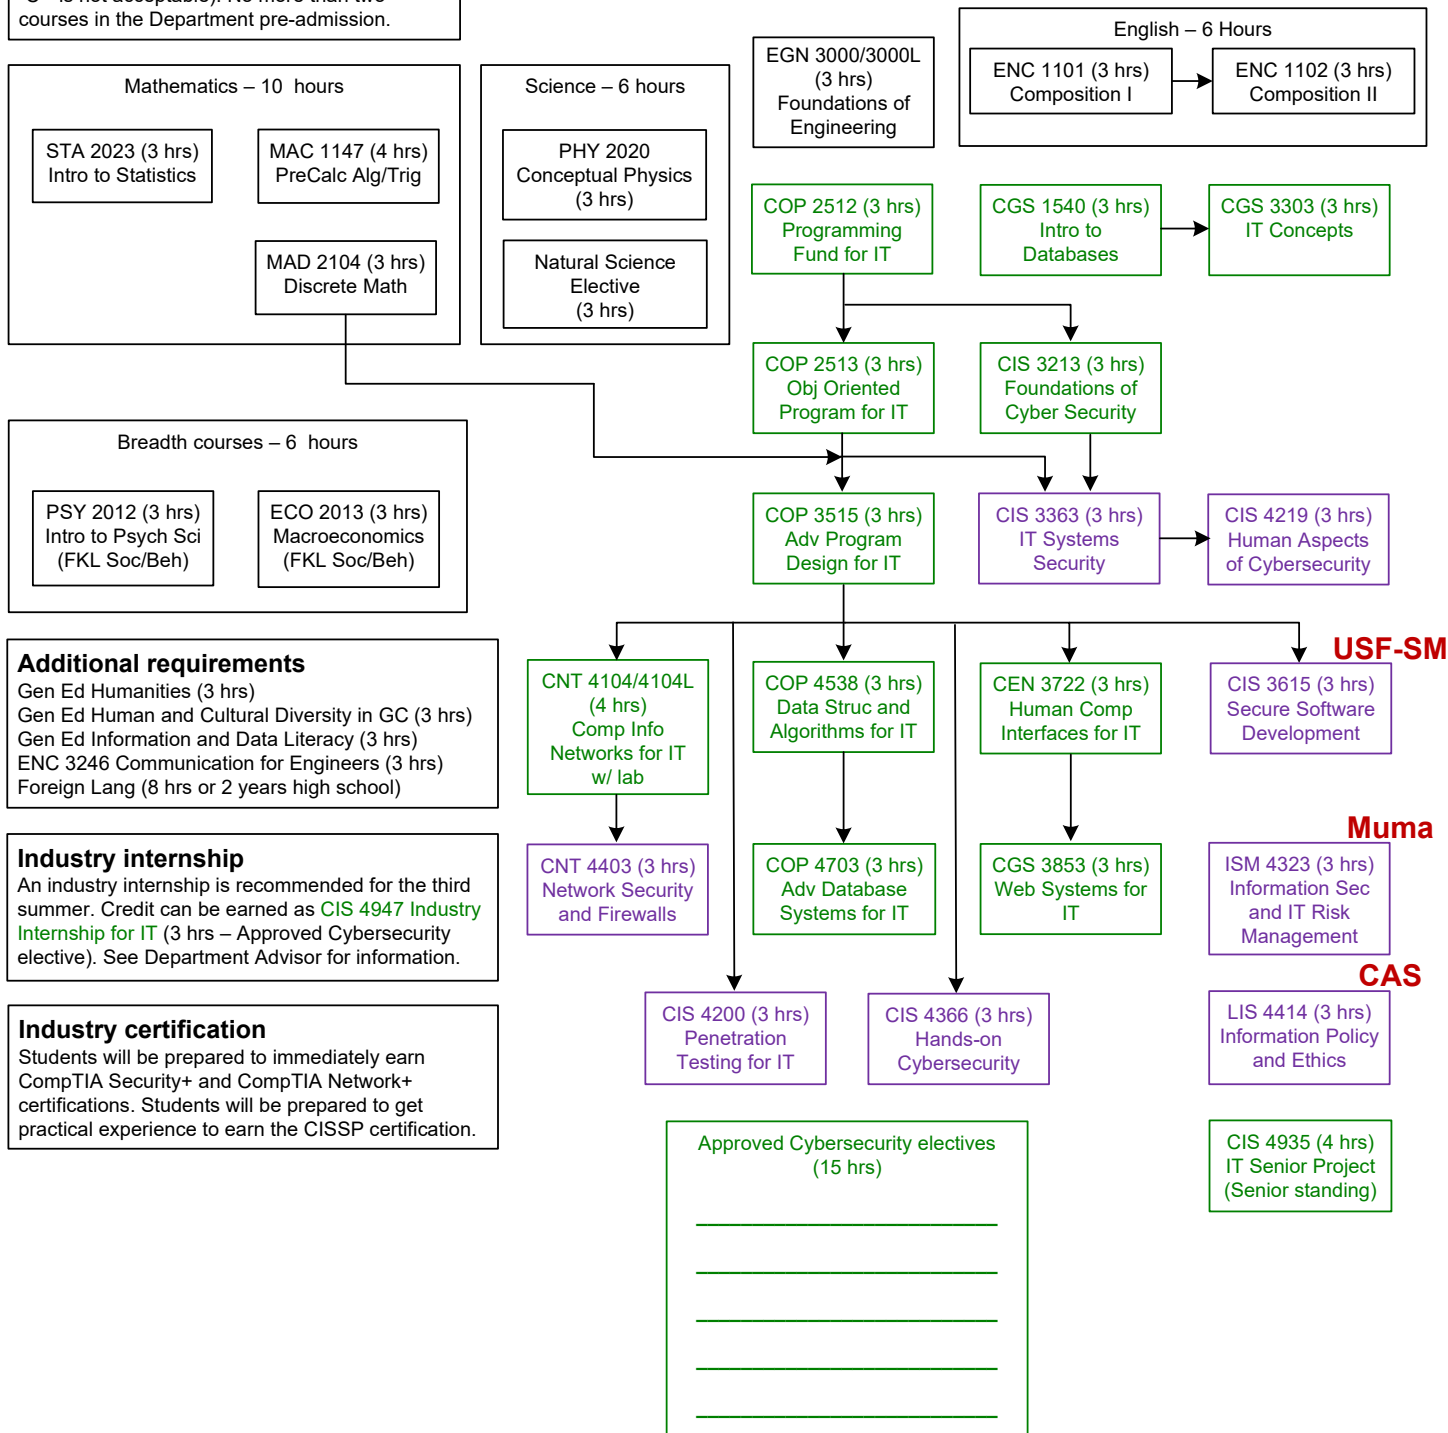 courses in the Department pre-admission.
English – 6 Hours
ENC 1101 (3 hrs)
Composition I
ENC 1102 (3 hrs)
Composition II
EGN 3000/3000L
(3 hrs)
Foundations of
Engineering
Mathematics – 10 hours
STA 2023 (3 hrs)
Intro to Statistics
MAC 1147 (4 hrs)
PreCalc Alg/Trig
MAD 2104 (3 hrs)
Discrete Math
Science – 6 hours
PHY 2020
Conceptual Physics
(3 hrs)
Natural Science
Elective
(3 hrs)
COP 2512 (3 hrs)
Programming
Fund for IT
CGS 1540 (3 hrs)
Intro to
Databases
CGS 3303 (3 hrs)
IT Concepts
COP 2513 (3 hrs)
Obj Oriented
Program for IT
CIS 3213 (3 hrs)
Foundations of
Cyber Security
Breadth courses – 6 hours
PSY 2012 (3 hrs)
Intro to Psych Sci
(FKL Soc/Beh)
ECO 2013 (3 hrs)
Macroeconomics
(FKL Soc/Beh)
COP 3515 (3 hrs)
Adv Program
Design for IT
CIS 3363 (3 hrs)
IT Systems
Security
CIS 4219 (3 hrs)
Human Aspects
of Cybersecurity
Additional requirements
Gen Ed Humanities (3 hrs)
Gen Ed Human and Cultural Diversity in GC (3 hrs)
Gen Ed Information and Data Literacy (3 hrs)
ENC 3246 Communication for Engineers (3 hrs)
Foreign Lang (8 hrs or 2 years high school)
CNT 4104/4104L
(4 hrs)
Comp Info
Networks for IT
w/ lab
COP 4538 (3 hrs)
Data Struc and
Algorithms for IT
CEN 3722 (3 hrs)
Human Comp
Interfaces for IT
USF-SM
CIS 3615 (3 hrs)
Secure Software
Development
Industry internship
An industry internship is recommended for the third
summer. Credit can be earned as CIS 4947 Industry
Internship for IT (3 hrs – Approved Cybersecurity
elective). See Department Advisor for information.
CNT 4403 (3 hrs)
Network Security
and Firewalls
COP 4703 (3 hrs)
Adv Database
Systems for IT
CGS 3853 (3 hrs)
Web Systems for
IT
Muma
ISM 4323 (3 hrs)
Information Sec
and IT Risk
Management
Industry certification
Students will be prepared to immediately earn
CompTIA Security+ and CompTIA Network+
certifications. Students will be prepared to get
practical experience to earn the CISSP certification.
CIS 4200 (3 hrs)
Penetration
Testing for IT
CIS 4366 (3 hrs)
Hands-on
Cybersecurity
CAS
LIS 4414 (3 hrs)
Information Policy
and Ethics
CIS 4935 (4 hrs)
IT Senior Project
(Senior standing)
Approved Cybersecurity electives
(15 hrs)